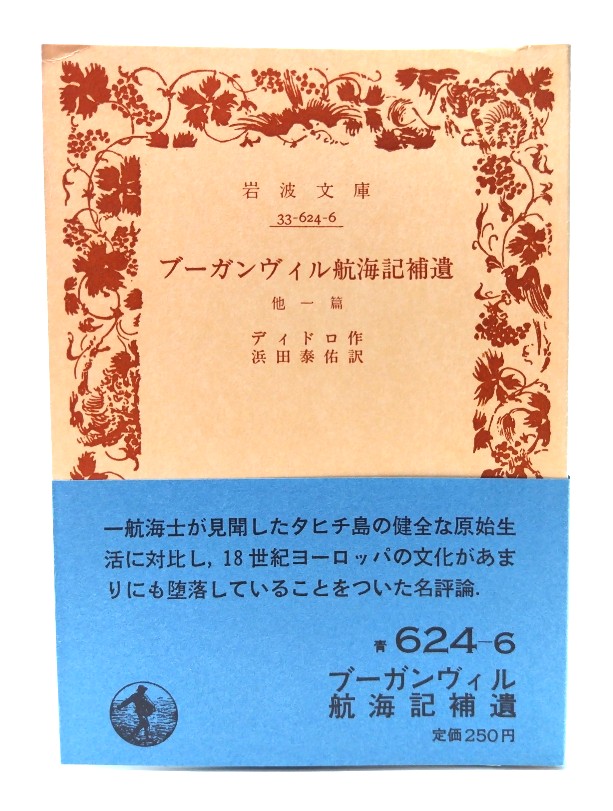 岩波文庫
33-624-6
ブーガンヴィル航海記補遺
他一篇
ディドロ作
浜田泰佑訳
一航海士が見聞したタヒチ島の健全な原始生
活に対比し，18世紀ヨーロッパの文化があま
りにも堕落していることをついた名評論．
青 624-6
ブーガンヴィル
航海記補遺
定価250円